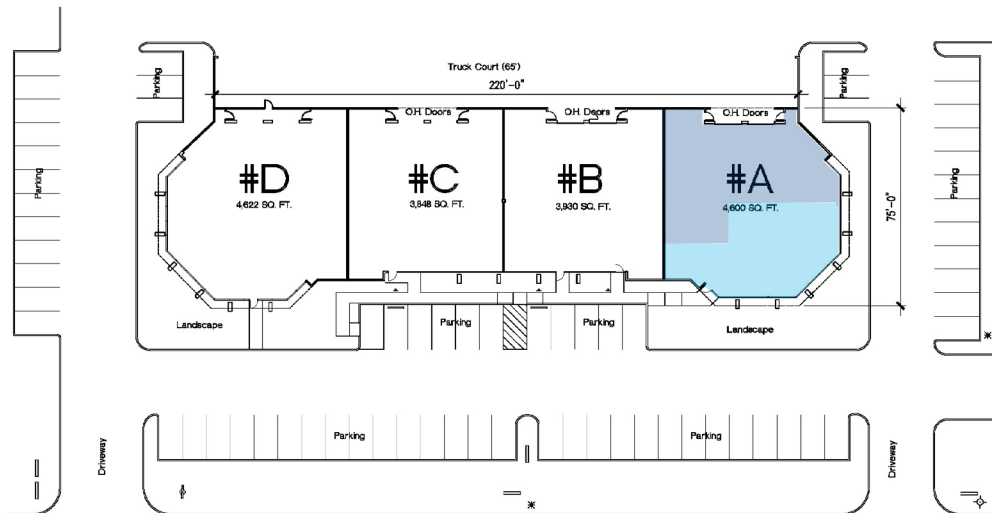 Truck Court (65')
220'-0"
Parking
Parking
O.H. Doors
O.H. Doors
O.H. Doors
Parking
Parking
#D
4,622 SQ. FT.
#C
3,848 SQ. FT.
#B
3,930 SQ. FT.
#A
4,600 SQ. FT.
75'-0"
Landscape
Parking
Parking
Landscape
Parking
Parking
Driveway
Driveway